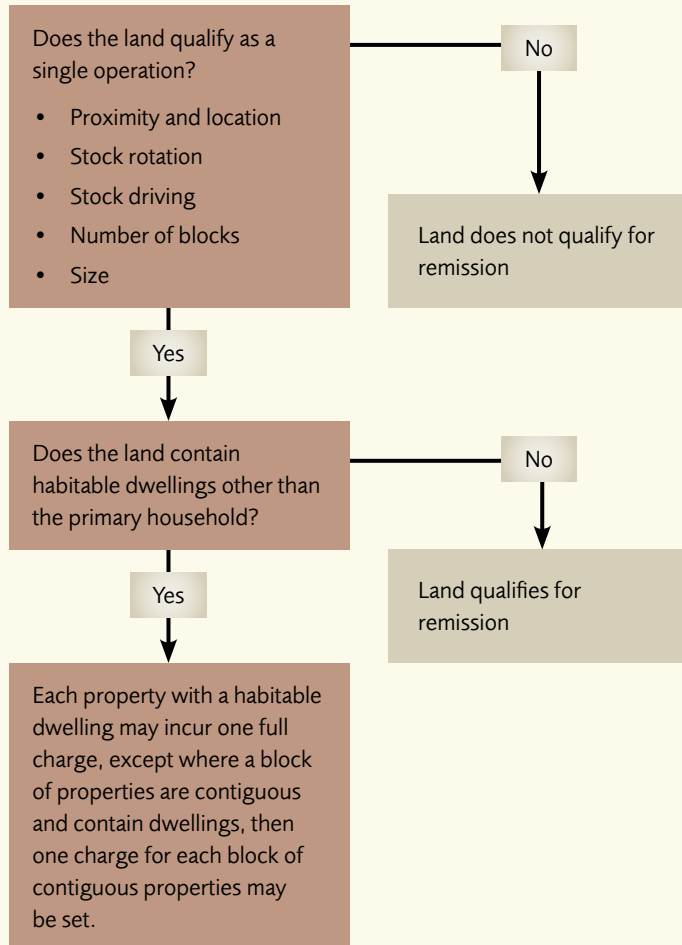 Does the land qualify as a
single operation?
• Proximity and location
• Stock rotation
• Stock driving
• Number of blocks
• Size
No
Land does not qualify for
remission
Yes
Does the land contain
habitable dwellings other than
the primary household?
No
Land qualifies for
remission
Yes
Each property with a habitable
dwelling may incur one full
charge, except where a block
of properties are contiguous
and contain dwellings, then
one charge for each block of
contiguous properties may
be set.